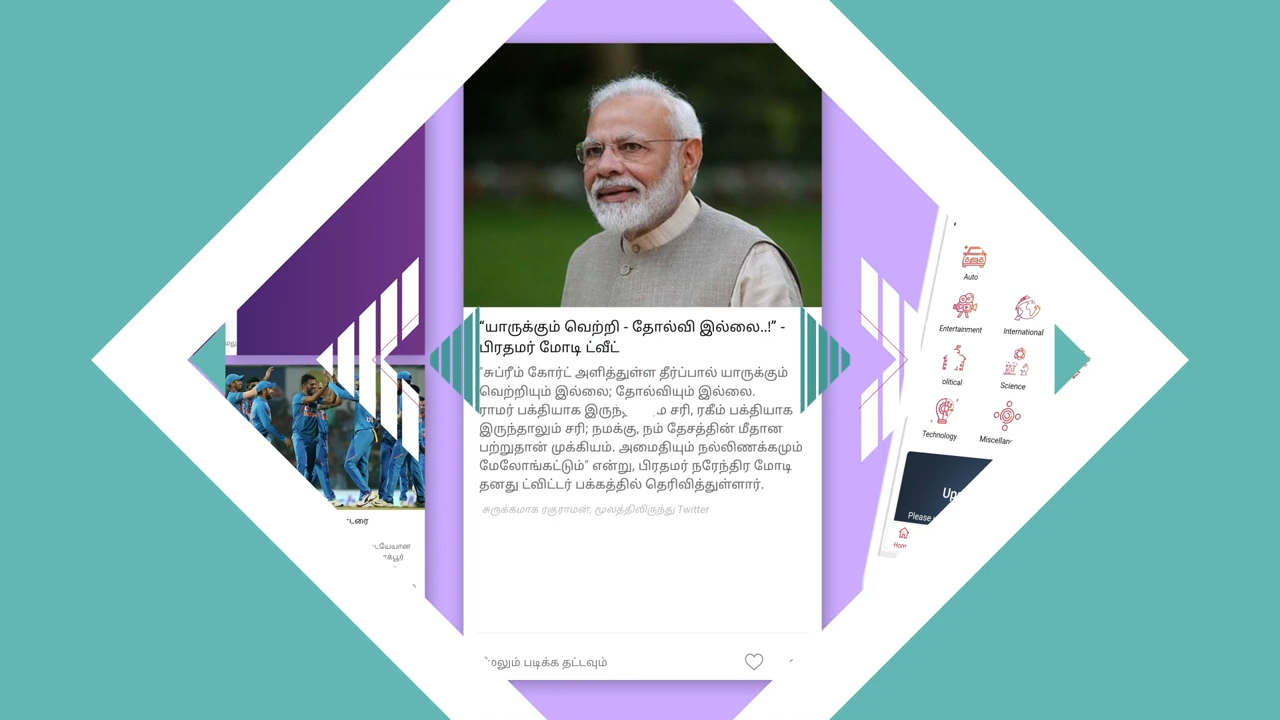 “யாருக்கும் வெற்றி - தோல்வி இல்லை..!” -
பிரதமர் மோடி ட்வீட்
"சுப்ரீம் கோர்ட் அளித்துள்ள தீர்ப்பால் யாருக்கும்
வெற்றியும் இல்லை; தோல்வியும் இல்லை.
ராமர் பக்தியாக சரி, ரகீம் பக்தியாக
இருந்தாலும் சரி; நமக்கு, நம் தேசத்தின் மீதான
பற்றுதான் முக்கியம். அமைதியும் நல்லிணக்கமும்
மேலோங்கட்டும்" என்று, பிரதமர் நரேந்திர மோடி
தனது ட்விட்டர் பக்கத்தில் தெரிவித்துள்ளார்.
சுருக்கமாக ரகுராமன், மூலத்திலிருந்து Twitter
படிக்க தட்டவும்
Auto
Entertainment
International
Science
Technology
Please